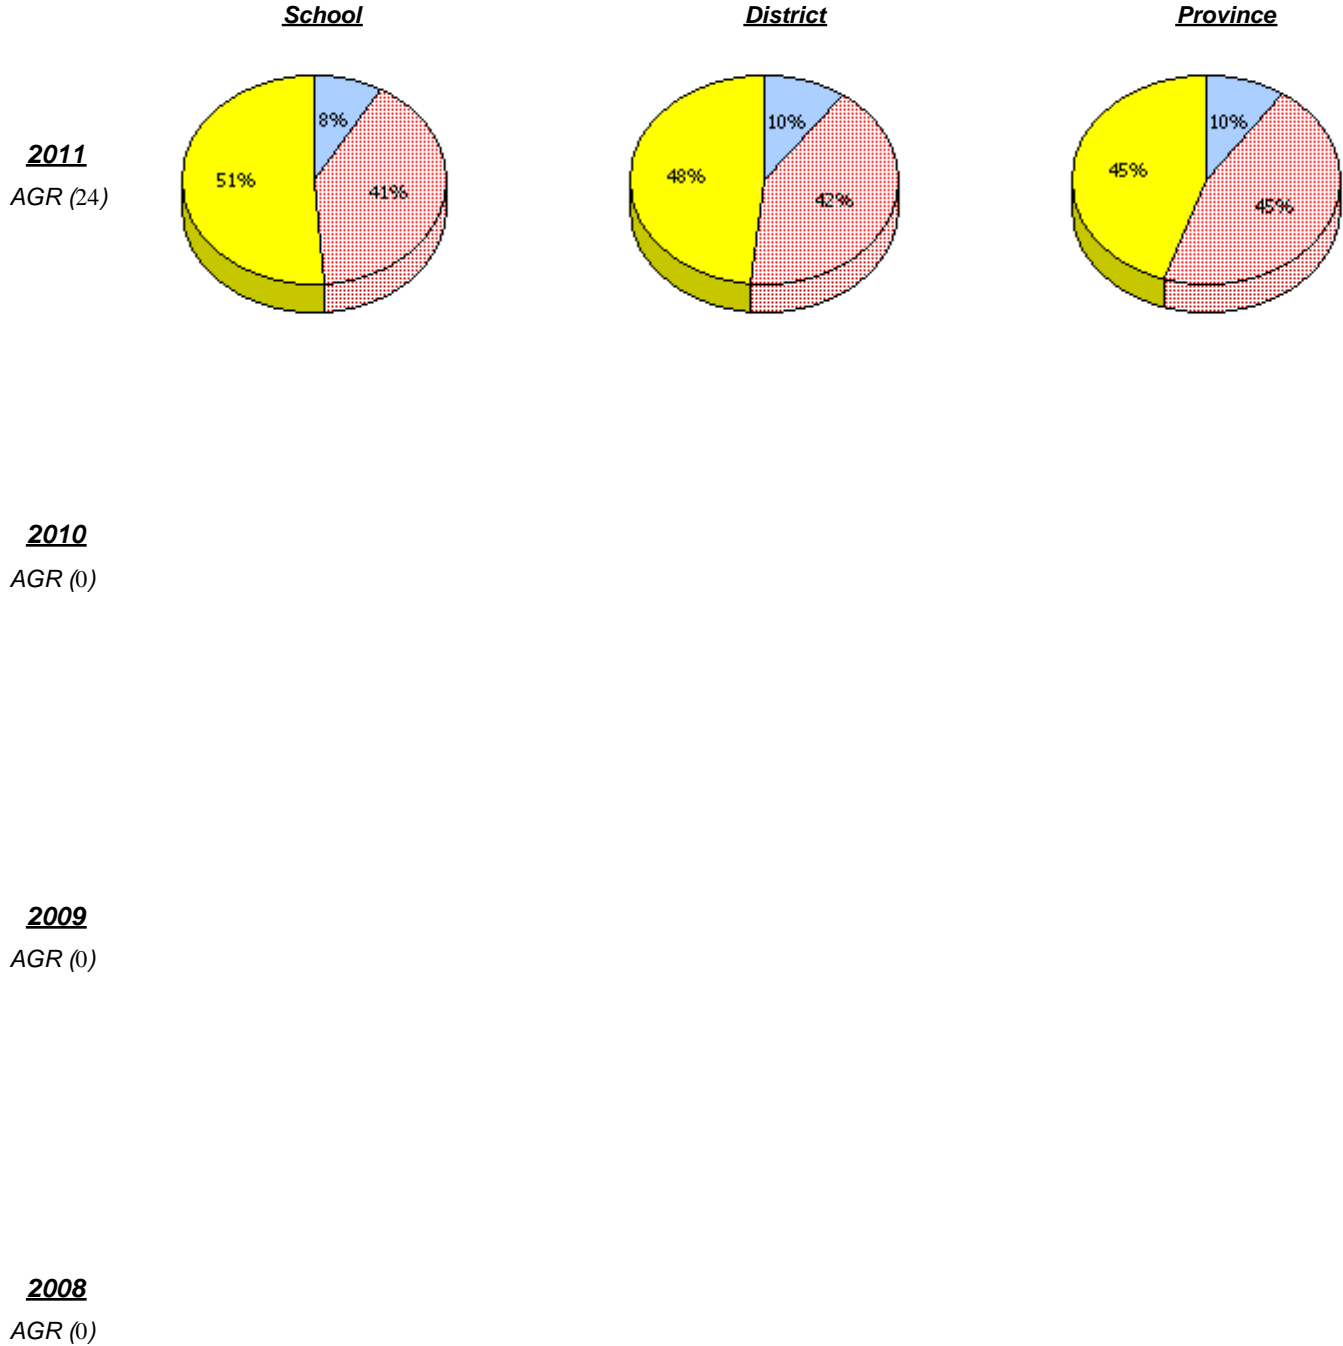 School District Province
8% 10% 10%
2011
51% 41% 48% 42% 45% 45%
AGR (24)
2010
AGR (0)
2009
AGR (0)
2008
AGR (0)